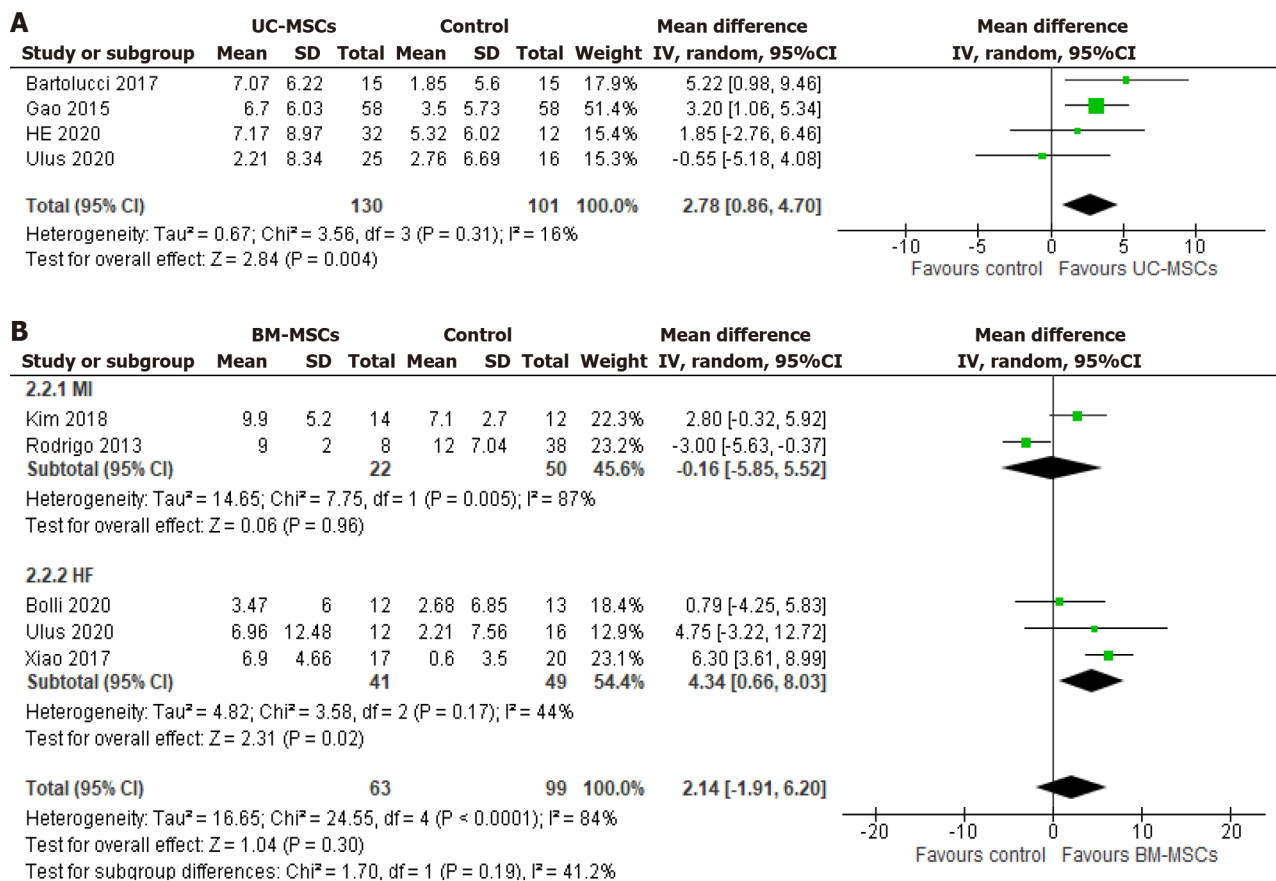 A
UC-MSCs Control Mean difference Mean difference
Study or subgroup Mean SD Total Mean SD Total Weight IV, random, 95%CI IV, random, 95%CI
Bartolucci 2017 7.07 6.22 15 1.85 5.6 15 17.9% 5.22 [0.98, 9.46]
Gao 2015 6.7 6.03 58 3.5 5.73 58 51.4% 3.20 [1.06, 5.34]
HE 2020 7.17 8.97 32 5.32 6.02 12 15.4% 1.85 [-2.76, 6.46]
Ulus 2020 2.21 8.34 25 2.76 6.69 16 15.3% -0.55 [-5.18, 4.08]
Total (95% CI) 130 101 100.0% 2.78 [0.86, 4.70]
Heterogeneity: Tau² = 0.67; Chi² = 3.56, df = 3 (P = 0.31); I² = 16%
Test for overall effect: Z = 2.84 (P = 0.004)
-10 -5 0 5 10
Favours control Favours UC-MSCs
B
BM-MSCs Control Mean difference Mean difference
Study or subgroup Mean SD Total Mean SD Total Weight IV, random, 95%CI IV, random, 95%CI
2.2.1 MI
Kim 2018 9.9 5.2 14 7.1 2.7 12 22.3% 2.80 [-0.32, 5.92]
Rodrigo 2013 9 2 8 12 7.04 38 23.2% -3.00 [-5.63, -0.37]
Subtotal (95% CI) 22 50 45.6% -0.16 [-5.85, 5.52]
Heterogeneity: Tau² = 14.65; Chi² = 7.75, df = 1 (P = 0.005); I² = 87%
Test for overall effect: Z = 0.06 (P = 0.96)
2.2.2 HF
Bolli 2020 3.47 6 12 2.68 6.85 13 18.4% 0.79 [-4.25, 5.83]
Ulus 2020 6.96 12.48 12 2.21 7.56 16 12.9% 4.75 [-3.22, 12.72]
Xiao 2017 6.9 4.66 17 0.6 3.5 20 23.1% 6.30 [3.61, 8.99]
Subtotal (95% CI) 41 49 54.4% 4.34 [0.66, 8.03]
Heterogeneity: Tau² = 4.82; Chi² = 3.58, df = 2 (P = 0.17); I² = 44%
Test for overall effect: Z = 2.31 (P = 0.02)
Total (95% CI) 63 99 100.0% 2.14 [-1.91, 6.20]
Heterogeneity: Tau² = 16.65; Chi² = 24.55, df = 4 (P < 0.0001); I² = 84%
Test for overall effect: Z = 1.04 (P = 0.30)
Test for subgroup differences: Chi² = 1.70, df = 1 (P = 0.19), I² = 41.2%
-20 -10 0 10 20
Favours control Favours BM-MSCs